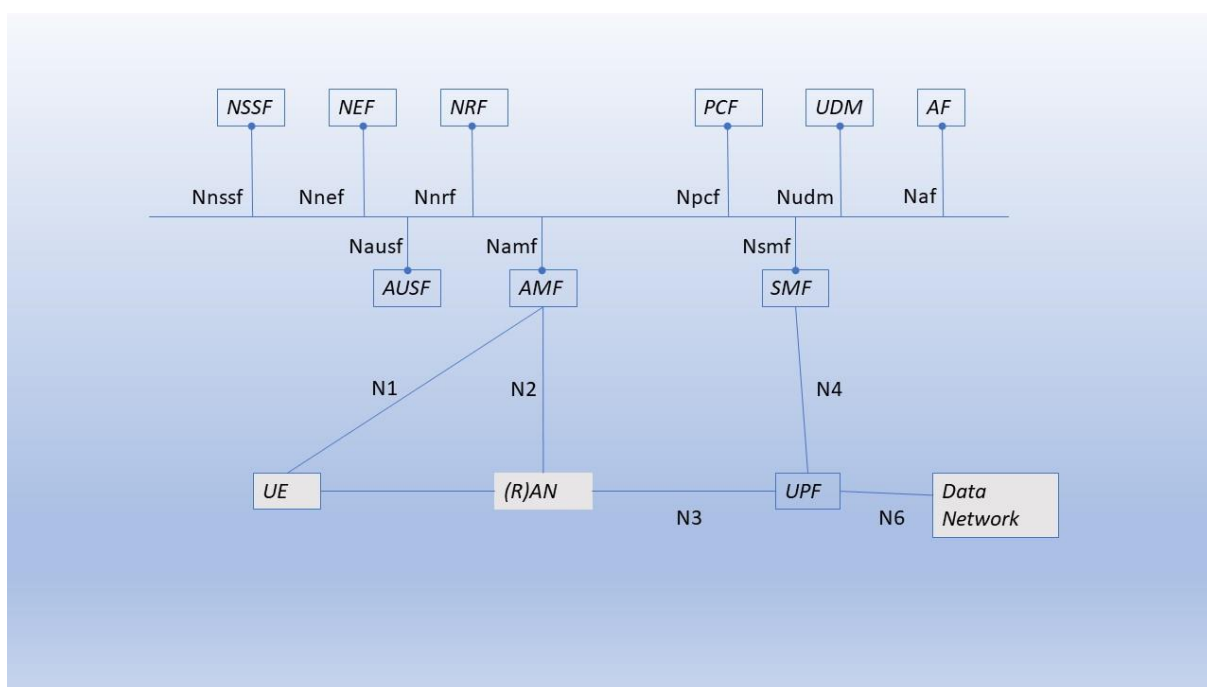 NSSF NEF NRF PCF UDM AF
Nnssf Nnef Nnrf Npcf Nudm Naf
Nausf Namf Nsmf
AUSF AMF SMF
N1 N2 N4
UE (R)AN UPF Data
Network
N3 N6